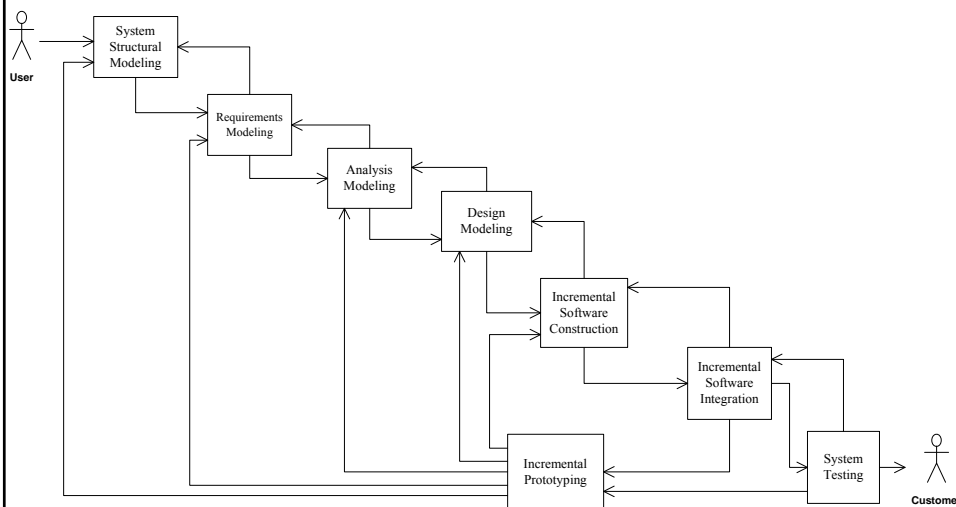 System
Structural
Modeling
User
Requirements
Modeling
Analysis
Modeling
Design
Modeling
Incremental
Software
Construction
Incremental
Software
Integration
Incremental
Prototyping
System
Testing
Custome